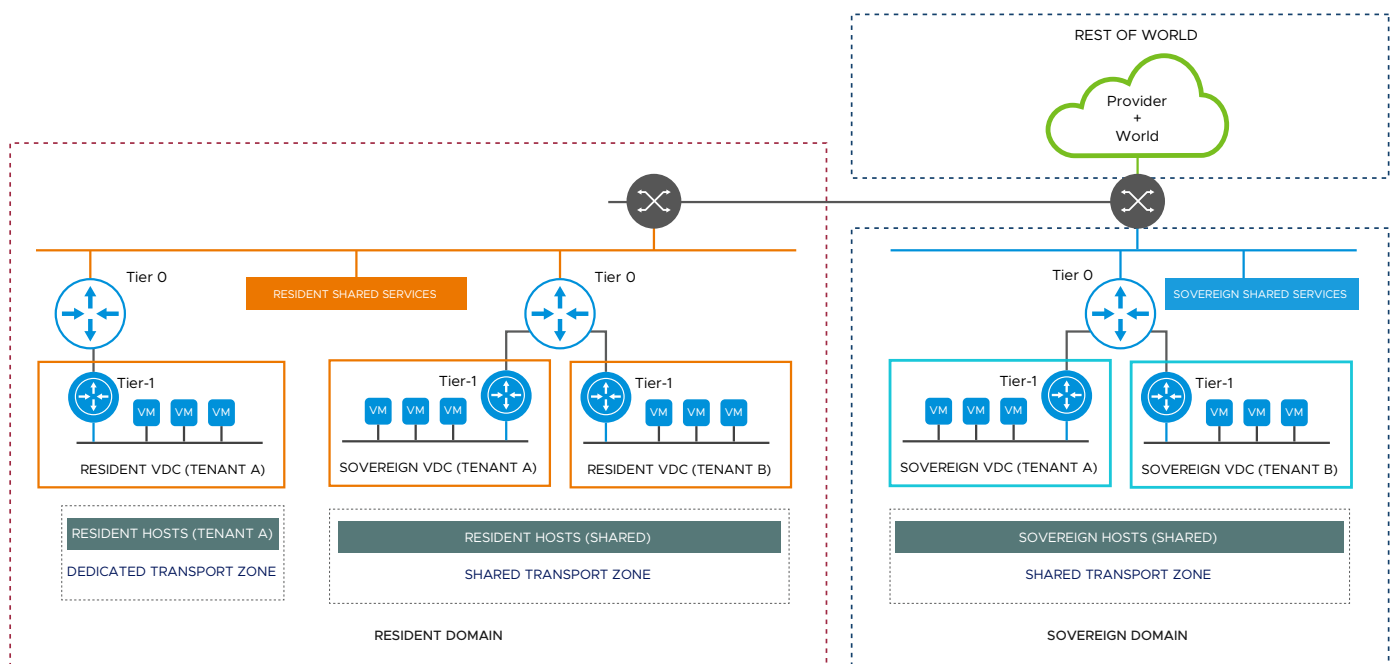 REST OF WORLD
Provider
+
World
Tier 0
RESIDENT SHARED SERVICES
Tier 0
Tier 0
SOVEREIGN SHARED SERVICES
Tier-1
VM VM VM
RESIDENT VDC (TENANT A)
Tier-1
VM VM VM
SOVEREIGN VDC (TENANT A)
Tier-1
VM VM VM
RESIDENT VDC (TENANT B)
Tier-1
VM VM VM
SOVEREIGN VDC (TENANT A)
Tier-1
VM VM VM
SOVEREIGN VDC (TENANT B)
RESIDENT HOSTS (TENANT A)
DEDICATED TRANSPORT ZONE
RESIDENT HOSTS (SHARED)
SHARED TRANSPORT ZONE
SOVEREIGN HOSTS (SHARED)
SHARED TRANSPORT ZONE
RESIDENT DOMAIN
SOVEREIGN DOMAIN